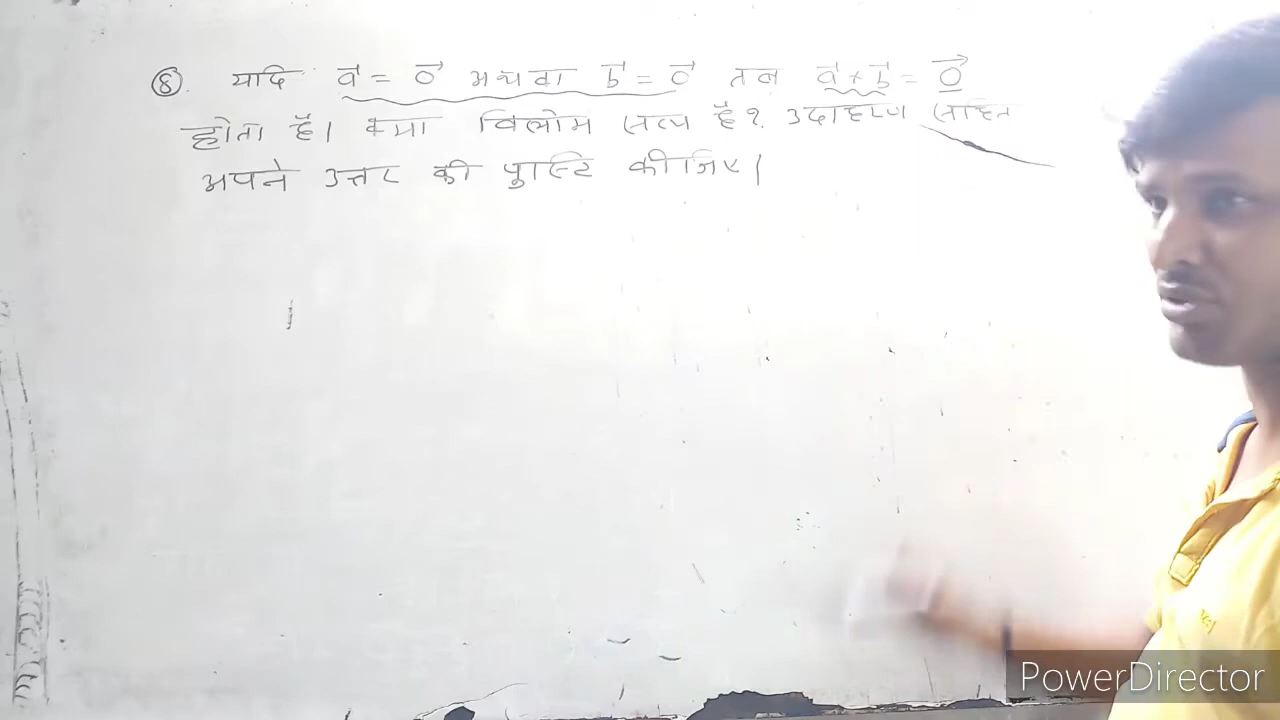 ⑧. यदि a⃗ = 0⃗ अथवा b⃗ = 0⃗ तब a⃗ × b⃗ = 0⃗
होता है। क्या विलोम सत्य है? उदाहरण सहित
अपने उत्तर की पुष्टि कीजिए।
PowerDirector